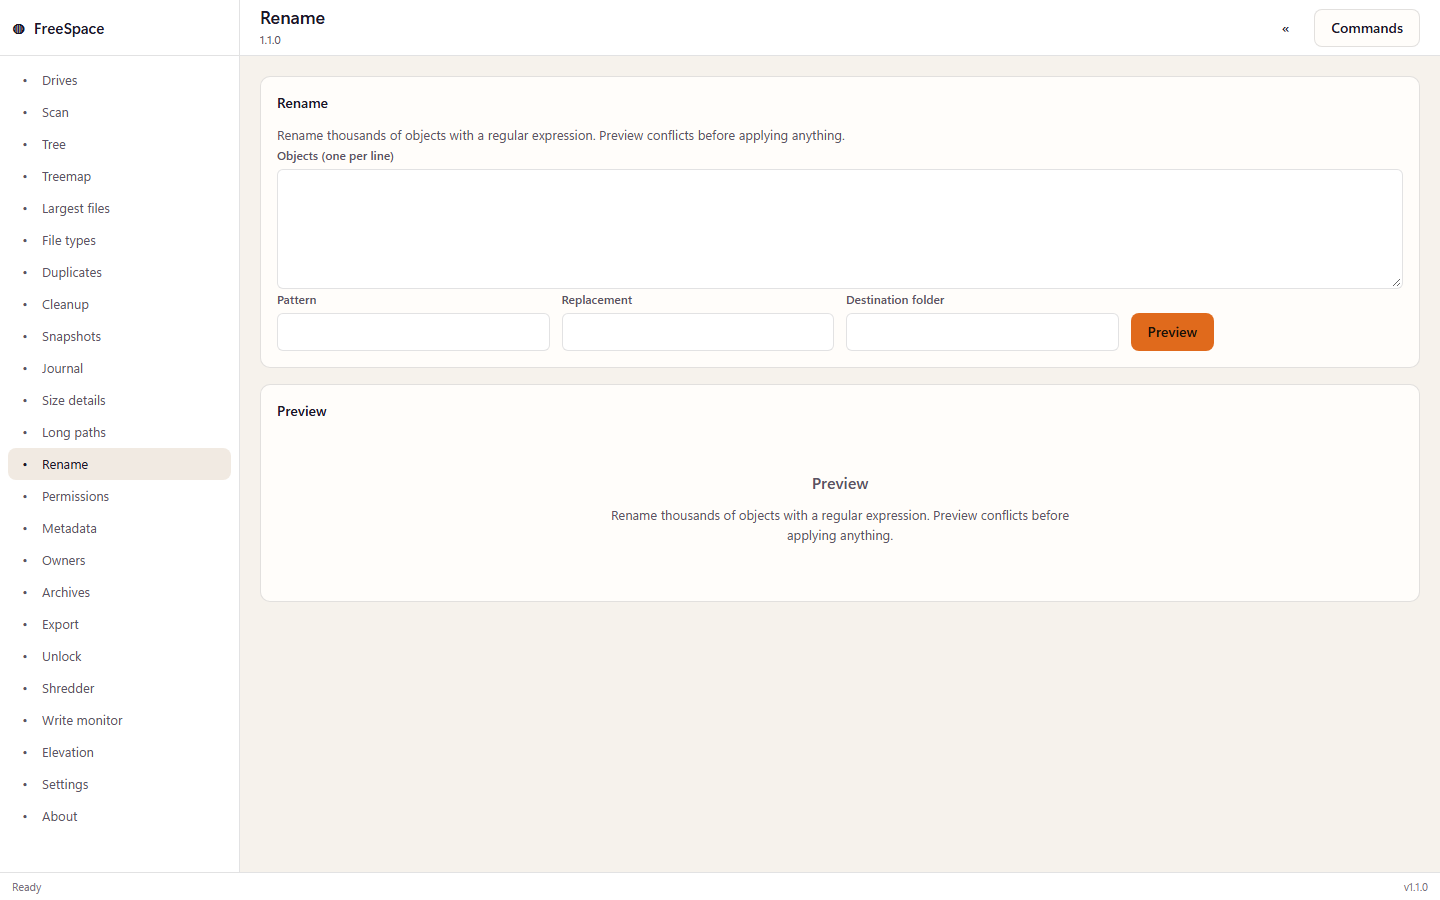 FreeSpace
Rename
1.1.0
«
Commands
• Drives
• Scan
• Tree
• Treemap
• Largest files
• File types
• Duplicates
• Cleanup
• Snapshots
• Journal
• Size details
• Long paths
• Rename
• Permissions
• Metadata
• Owners
• Archives
• Export
• Unlock
• Shredder
• Write monitor
• Elevation
• Settings
• About
Rename
Rename thousands of objects with a regular expression. Preview conflicts before applying anything.
Objects (one per line)
Pattern
Replacement
Destination folder
Preview
Preview
Preview
Rename thousands of objects with a regular expression. Preview conflicts before
applying anything.
Ready
v1.1.0